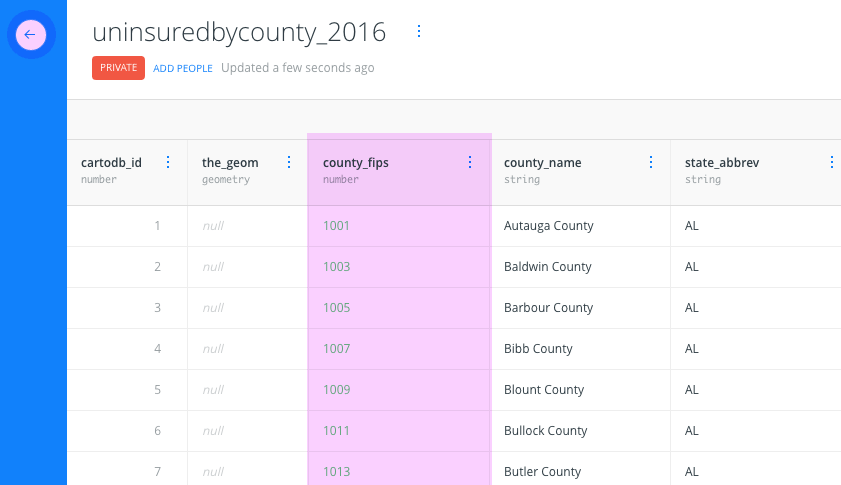 uninsuredbycounty_2016
PRIVATE ADD PEOPLE Updated a few seconds ago
cartodb_id the_geom county_fips county_name state_abbrev
number geometry number string string
1 null 1001 Autauga County AL
2 null 1003 Baldwin County AL
3 null 1005 Barbour County AL
4 null 1007 Bibb County AL
5 null 1009 Blount County AL
6 null 1011 Bullock County AL
7 null 1013 Butler County AL